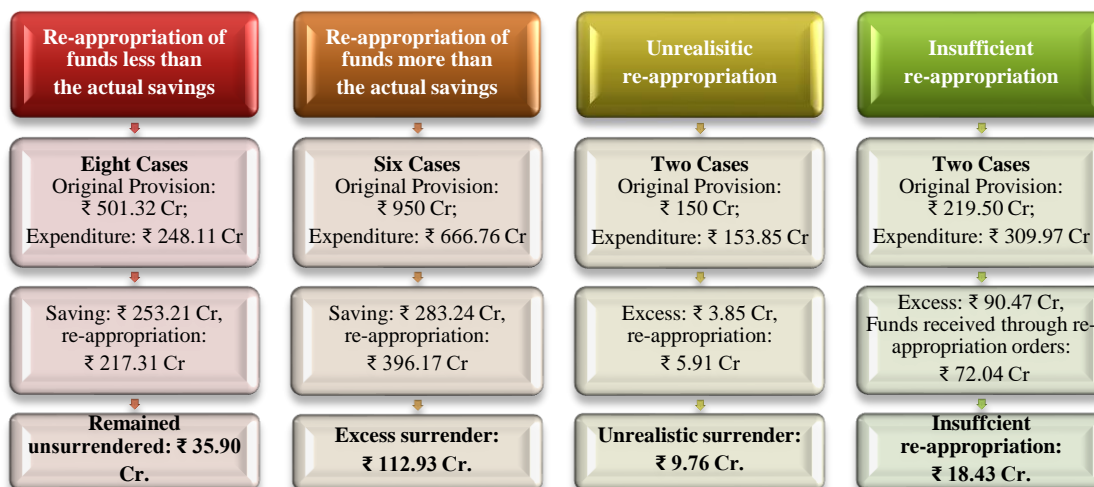 Re-appropriation of
funds less than
the actual savings
Eight Cases
Original Provision:
₹ 501.32 Cr;
Expenditure: ₹ 248.11 Cr
Saving: ₹ 253.21 Cr,
re-appropriation:
₹ 217.31 Cr
Remained
unsurrendered: ₹ 35.90
Cr.
Re-appropriation of
funds more than
the actual savings
Six Cases
Original Provision:
₹ 950 Cr;
Expenditure: ₹ 666.76 Cr
Saving: ₹ 283.24 Cr,
re-appropriation:
₹ 396.17 Cr
Excess surrender:
₹ 112.93 Cr.
Unrealisitic
re-appropriation
Two Cases
Original Provision:
₹ 150 Cr;
Expenditure: ₹ 153.85 Cr
Excess: ₹ 3.85 Cr,
re-appropriation:
₹ 5.91 Cr
Unrealistic surrender:
₹ 9.76 Cr.
Insufficient
re-appropriation
Two Cases
Original Provision:
₹ 219.50 Cr;
Expenditure: ₹ 309.97 Cr
Excess: ₹ 90.47 Cr,
Funds received through re-
appropriation orders:
₹ 72.04 Cr
Insuffcient
re-appropriation:
₹ 18.43 Cr.